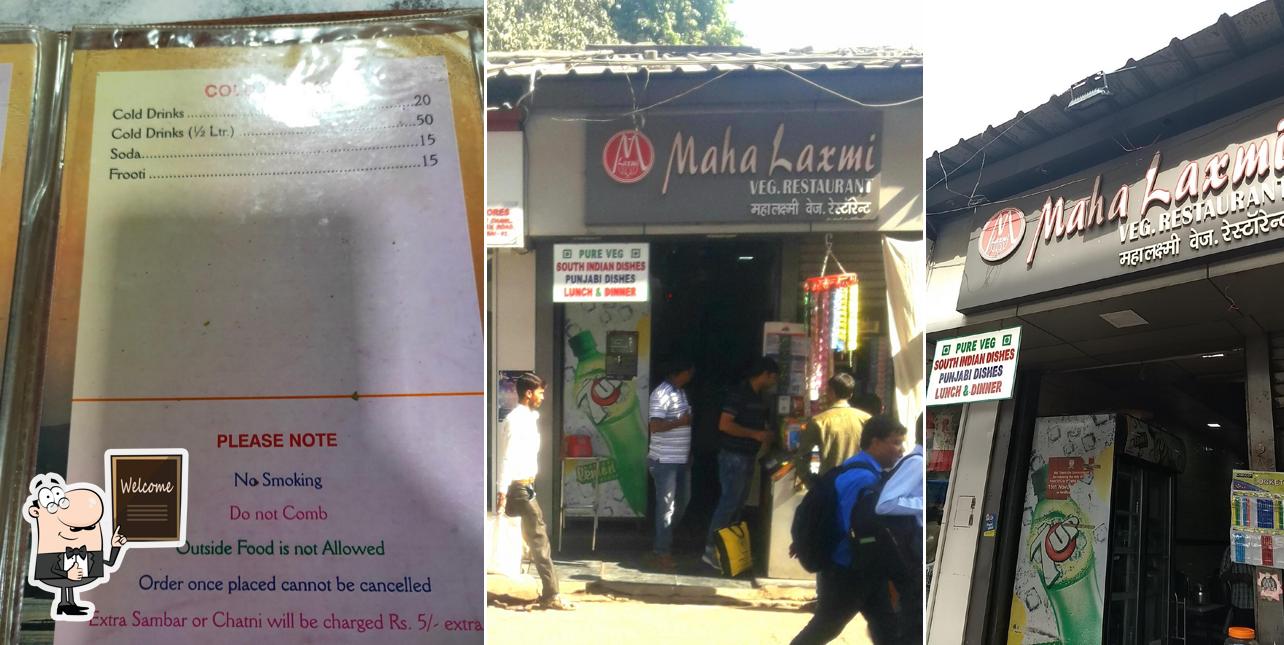 Cold Drinks ........................20
Cold Drinks (½ Ltr.) ........................50
Soda........................15
Frooti ........................15
PLEASE NOTE
No Smoking
Do not Comb
Outside Food is not Allowed
Order once placed cannot be cancelled
Extra Sambar or Chatni will be charged Rs. 5/- extra
Welcome
Maha Laxmi
VEG. RESTAURANT
महालक्ष्मी वेज. रेस्टॉरेन्ट
PURE VEG
SOUTH INDIAN DISHES
PUNJABI DISHES
LUNCH & DINNER
Maha Laxmi
VEG. RESTAURANT
महालक्ष्मी वेज. रेस्टॉरेन्ट
PURE VEG
SOUTH INDIAN DISHES
PUNJABI DISHES
LUNCH & DINNER